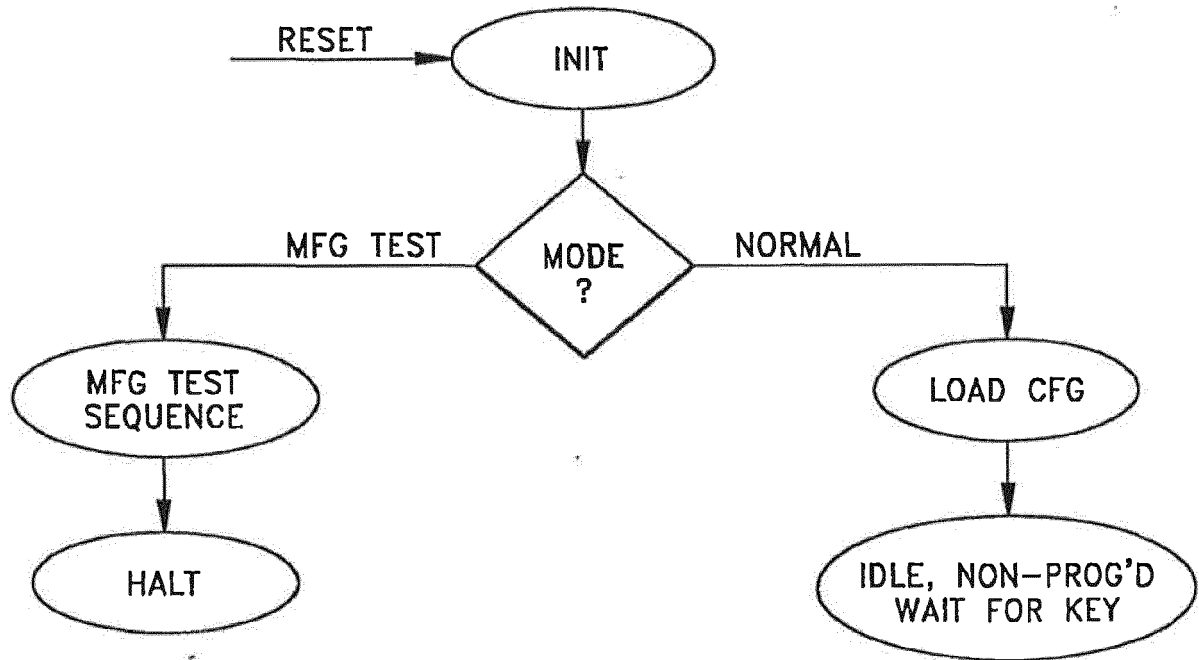 RESET
INIT
MFG TEST
MODE
?
NORMAL
MFG TEST
SEQUENCE
LOAD CFG
HALT
IDLE, NON-PROG'D
WAIT FOR KEY